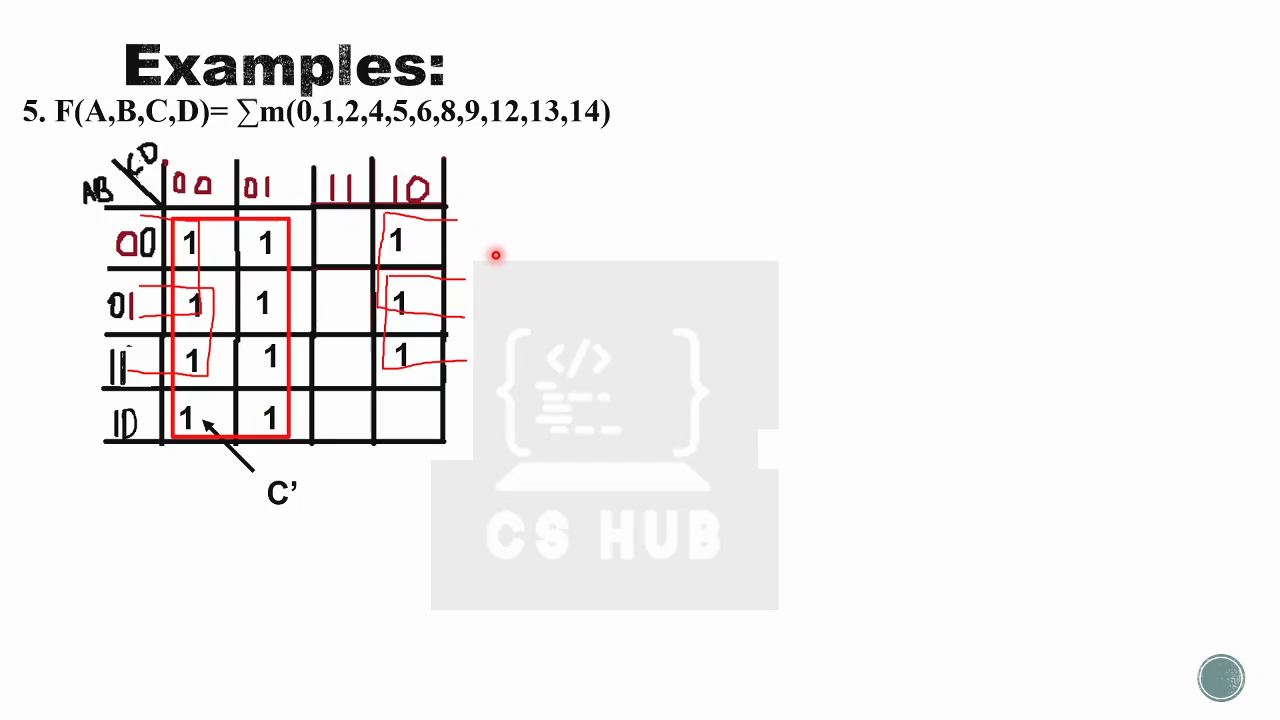 Examples:
5. F(A,B,C,D)= ∑m(0,1,2,4,5,6,8,9,12,13,14)
CD
AB 00 01 11 10
00 1 1 1
01 1 1 1
11 1 1 1
10 1 1
C’
</>
CS HUB